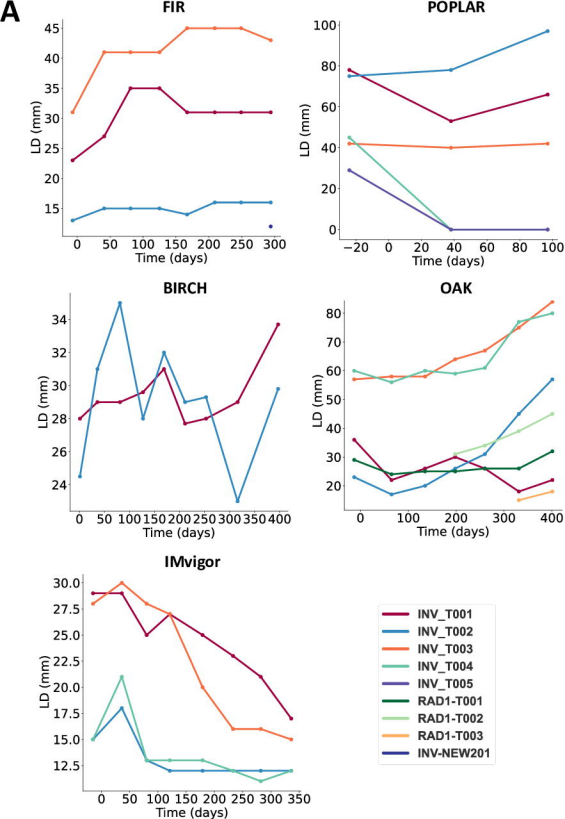 A
FIR
POPLAR
45
40
35
30
25
20
15
LD (mm)
0 50 100 150 200 250 300
Time (days)
100
80
60
40
20
0
LD (mm)
−20 0 20 40 60 80 100
Time (days)
BIRCH
OAK
34
32
30
28
26
24
LD (mm)
0 50 100 150 200 250 300 350 400
Time (days)
80
70
60
50
40
30
20
LD (mm)
0 100 200 300 400
Time (days)
IMvigor
30.0
27.5
25.0
22.5
20.0
17.5
15.0
12.5
LD (mm)
0 50 100 150 200 250 300 350
Time (days)
INV_T001
INV_T002
INV_T003
INV_T004
INV_T005
RAD1-T001
RAD1-T002
RAD1-T003
INV-NEW201